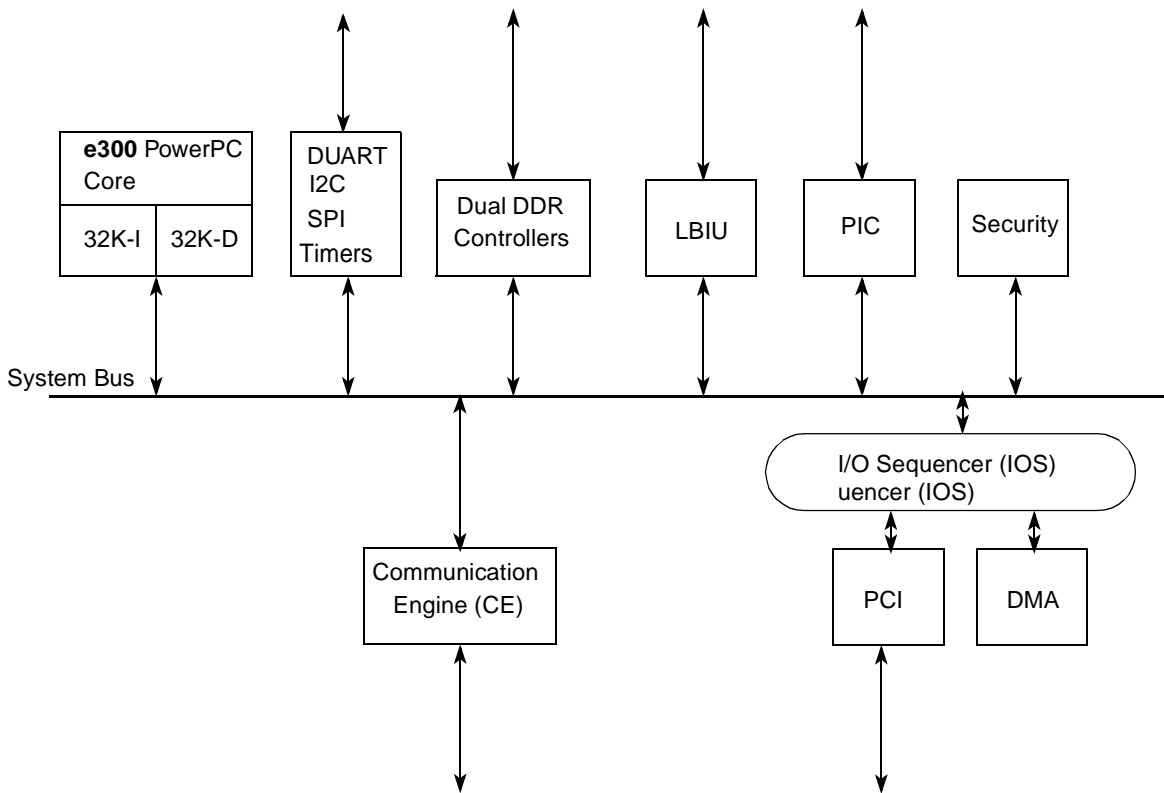 e300 PowerPC
Core
32K-I
32K-D
DUART
I2C
SPI
Timers
Dual DDR
Controllers
LBIU
PIC
Security
System Bus
I/O Sequencer (IOS)
uencer (IOS)
Communication
Engine (CE)
PCI
DMA